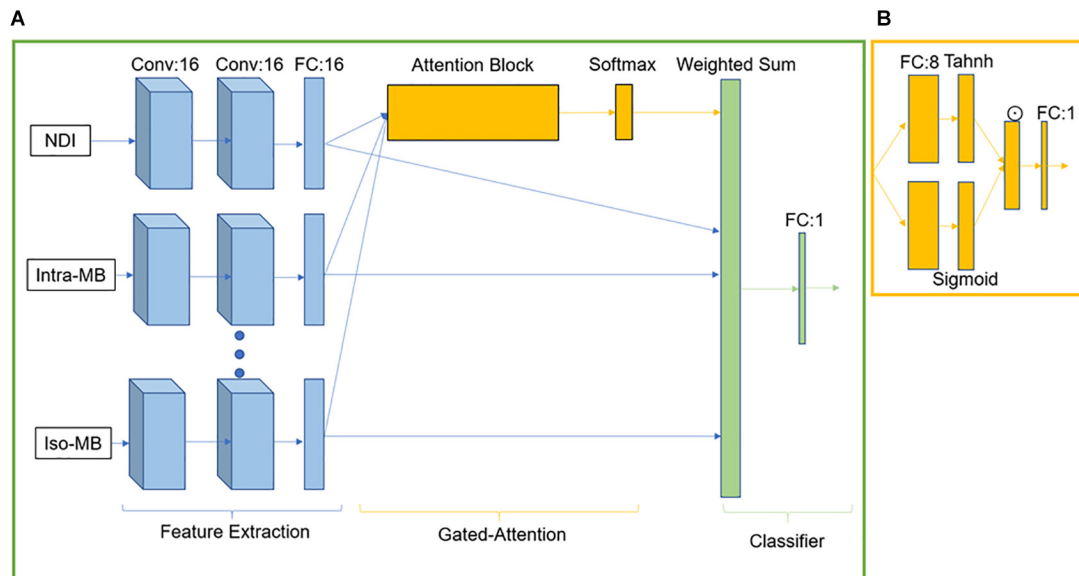 A
B
Conv:16 Conv:16 FC:16 Attention Block Softmax Weighted Sum
FC:8 Tahnh
⊙ FC:1
NDI
Intra-MB
FC:1
Sigmoid
Iso-MB
Feature Extraction
Gated-Attention
Classifier